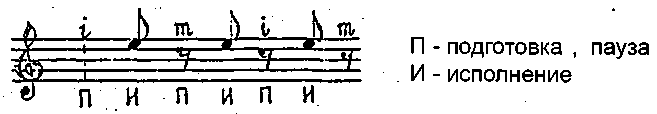 i m i m
П - подготовка , пауза
И - исполнение
П И П И П И